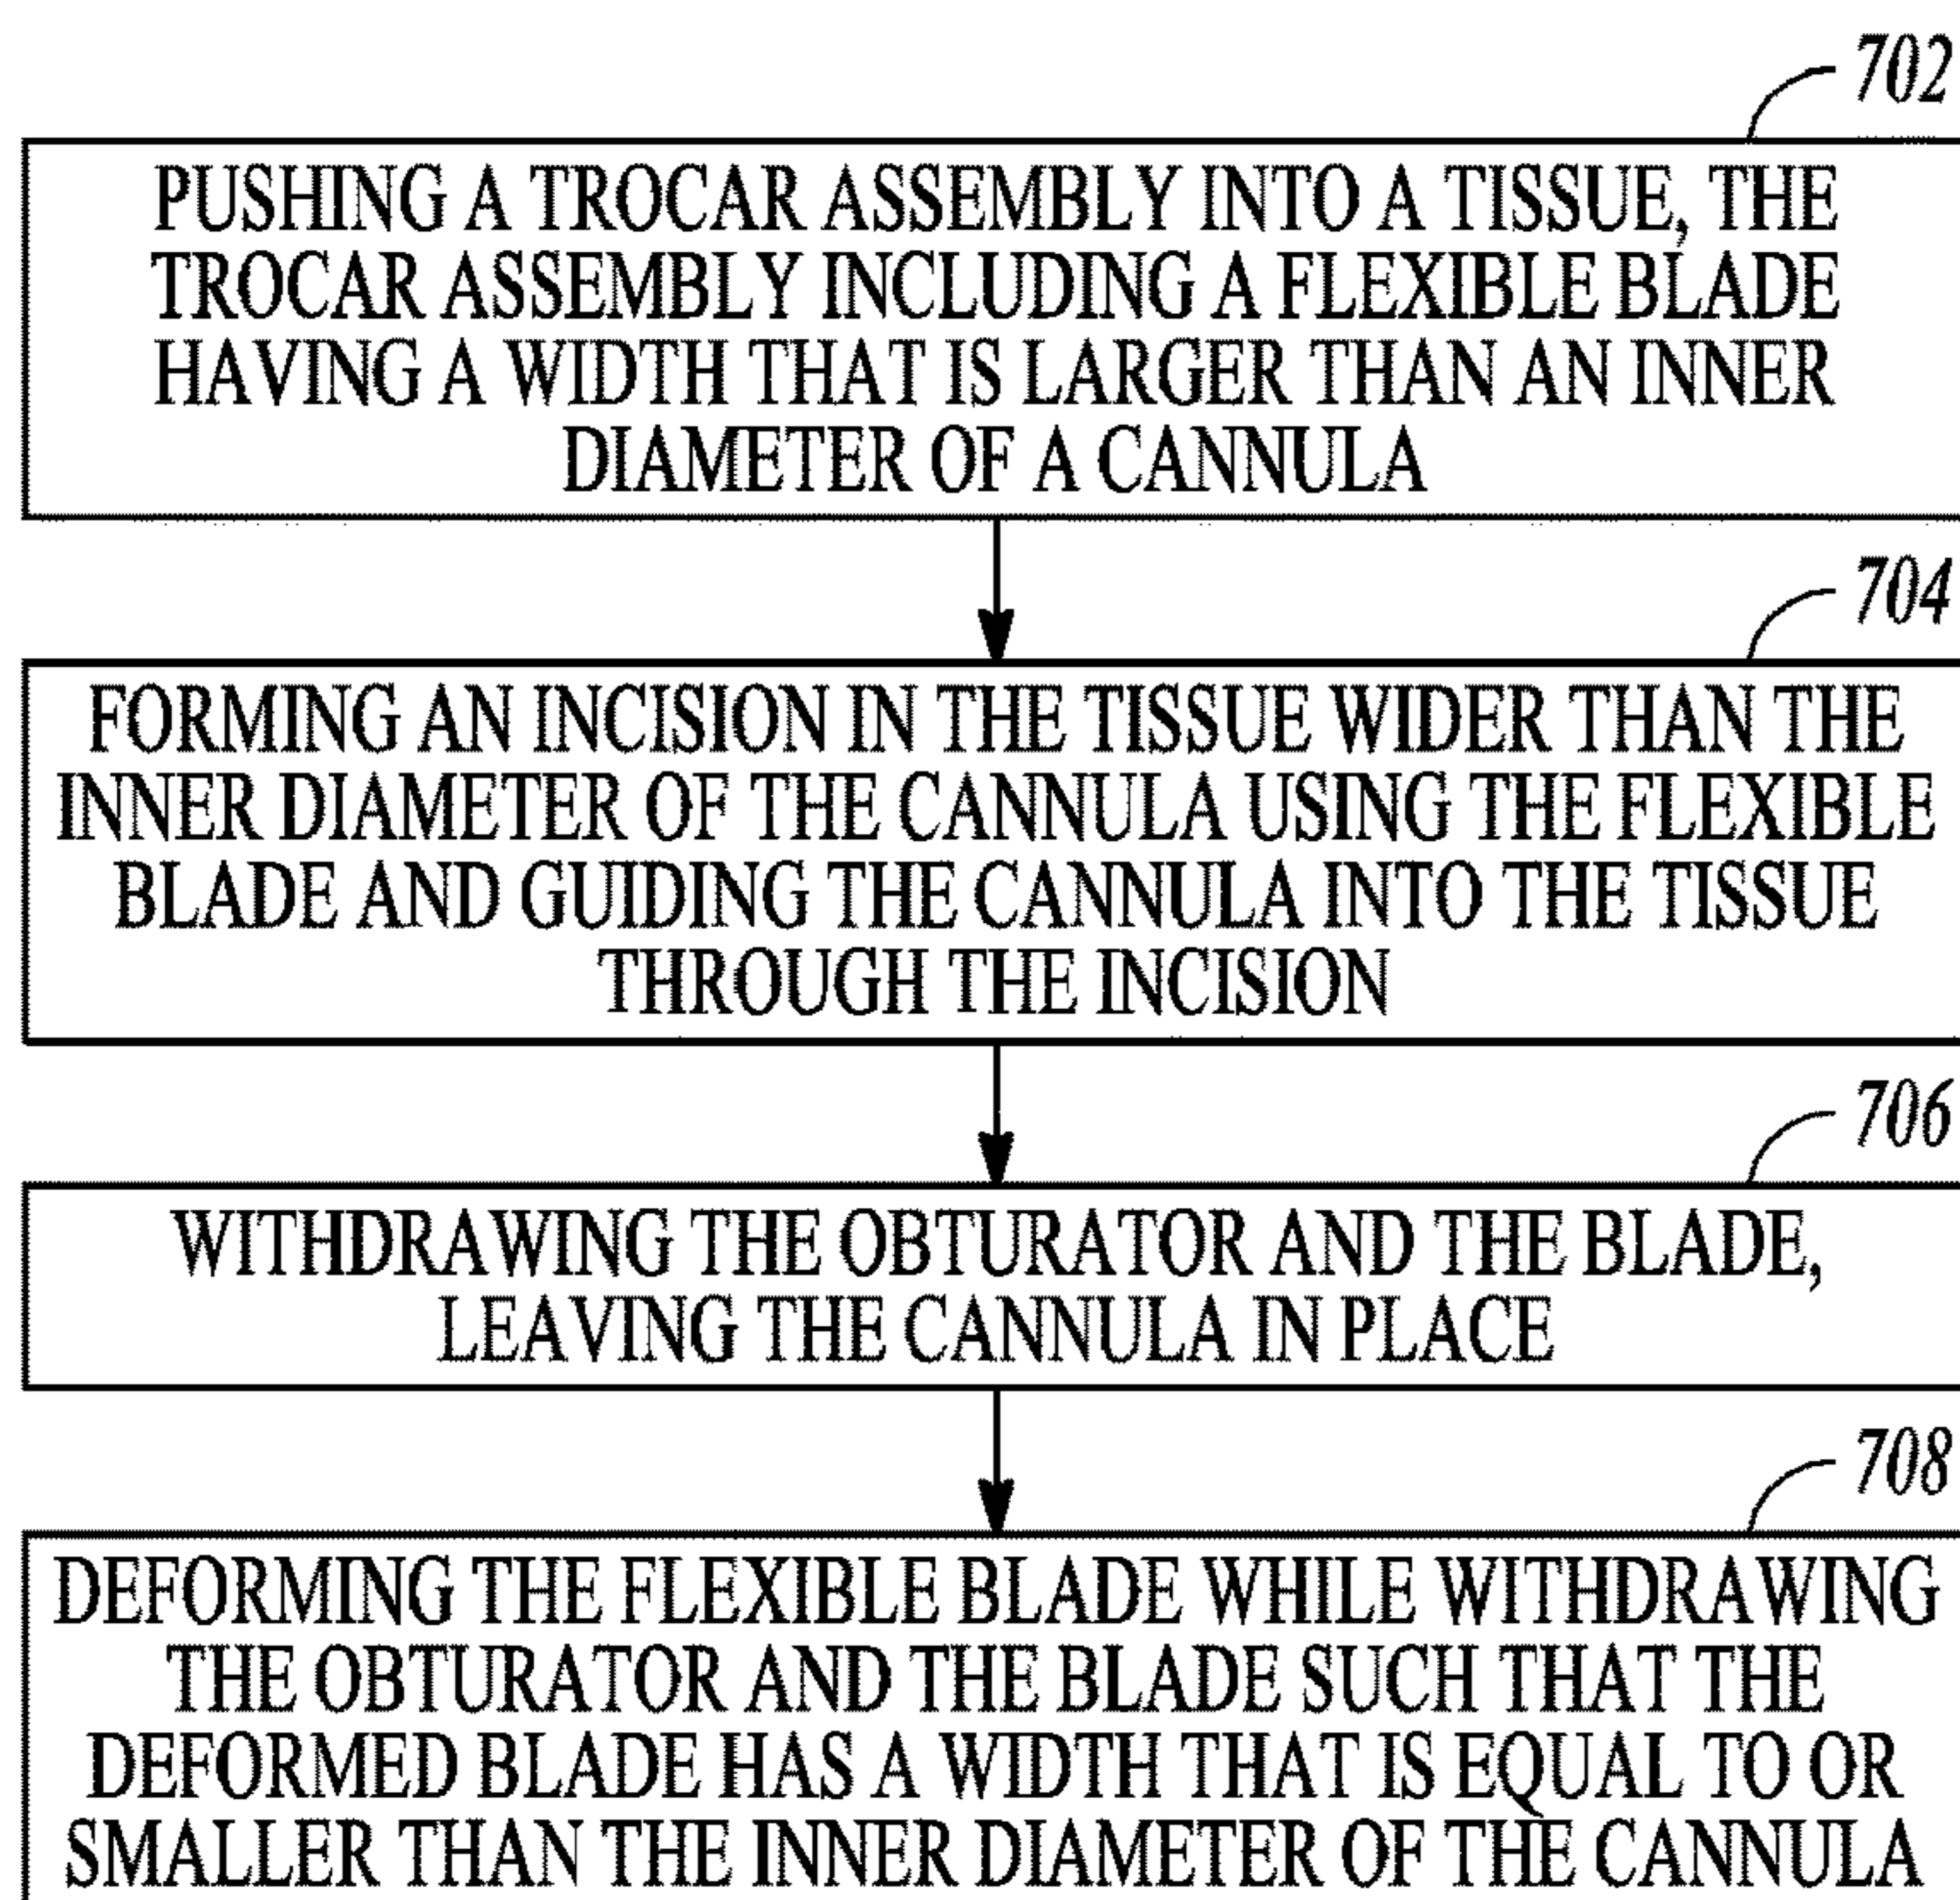 702
PUSHING A TROCAR ASSEMBLY INTO A TISSUE, THE
TROCAR ASSEMBLY INCLUDING A FLEXIBLE BLADE
HAVING A WIDTH THAT IS LARGER THAN AN INNER
DIAMETER OF A CANNULA
704
FORMING AN INCISION IN THE TISSUE WIDER THAN THE
INNER DIAMETER OF THE CANNULA USING THE FLEXIBLE
BLADE AND GUIDING THE CANNULA INTO THE TISSUE
THROUGH THE INCISION
706
WITHDRAWING THE OBTURATOR AND THE BLADE,
LEAVING THE CANNULA IN PLACE
708
DEFORMING THE FLEXIBLE BLADE WHILE WITHDRAWING
THE OBTURATOR AND THE BLADE SUCH THAT THE
DEFORMED BLADE HAS A WIDTH THAT IS EQUAL TO OR
SMALLER THAN THE INNER DIAMETER OF THE CANNULA